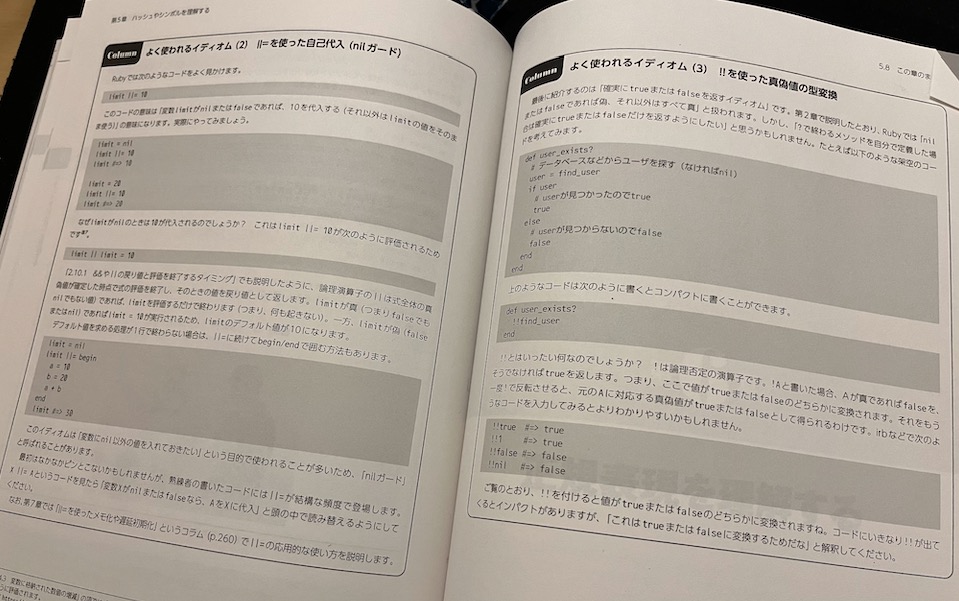 第5章 ハッシュやシンボルを理解する
Column よく使われるイディオム（2） ||=を使った自己代入（nilガード）
Rubyでは次のようなコードをよく見かけます。
limit ||= 10
このコードの意味は「変数limitがnilまたはfalseであれば、10を代入する（それ以外はlimitの値をそのま
ま使う）」の意味になります。実際にやってみましょう。
limit = nil
limit ||= 10
limit #=> 10
limit = 20
limit ||= 10
limit #=> 20
なぜlimitがnilのときは10が代入されるのでしょうか？ これはlimit ||= 10が次のように評価されるため
です
limit || limit = 10
「2.10.1 &&や||の戻り値と評価を終了するタイミング」でも説明したように、論理演算子の||は式全体の真
偽値が確定した時点で式の評価を終了し、そのときの値を戻り値として返します。limitが真（つまりfalseでも
nilでもない値）であれば、limitを評価するだけで終わります（つまり、何も起きない）。一方、limitが偽（false
またはnil）であればlimit = 10が実行されるため、limitのデフォルト値が10になります。
デフォルト値を求める処理が1行で終わらない場合は、||=に続けてbegin/endで囲む方法もあります。
limit = nil
limit ||= begin
a = 10
b = 20
a + b
end
limit #=> 30
このイディオムは「変数にnil以外の値を入れておきたい」という目的で使われることが多いため、「nilガード」
と呼ばれることがあります。
最初はなかなかピンとこないかもしれませんが、熟練者の書いたコードには||=が結構な頻度で登場します。
X ||= Aというコードを見たら「変数Xがnilまたはfalseなら、AをXに代入」と頭の中で読み替えるようにして
ください。
なお、第7章では「||=を使ったメモ化や遅延初期化」というコラム（p.260）で||=の応用的な使い方を説明します。
変数に格納された数値の増減」の
に評価されます。
5.8 この章のま
Column よく使われるイディオム（3） !!を使った真偽値の型変換
最後に紹介するのは「確実にtrueまたはfalseを返すイディオム」です。第2章で説明したとおり、Rubyでは「nil
またはfalseであれば偽、それ以外はすべて真」と扱われます。しかし、「?で終わるメソッドを自分で定義した場
合は確実にtrueまたはfalseだけを返すようにしたい」と思うかもしれません。たとえば以下のような架空のコー
ドを考えてみます。
def user_exists?
# データベースなどからユーザを探す（なければnil）
user = find_user
if user
# userが見つかったのでtrue
true
else
# userが見つからないのでfalse
false
end
end
上のようなコードは次のように書くとコンパクトに書くことができます。
def user_exists?
!!find_user
end
!!とはいったい何なのでしょうか？ !は論理否定の演算子です。!Aと書いた場合、Aが真であればfalseを、
そうでなければtrueを返します。つまり、ここで値がtrueまたはfalseのどちらかに変換されます。それをもう
一度!で反転させると、元のAに対応する真偽値がtrueまたはfalseとして得られるわけです。irbなどで次のよ
うなコードを入力してみるとよりわかりやすいかもしれません。
!!true #=> true
!!1 #=> true
!!false #=> false
!!nil #=> false
ご覧のとおり、!!を付けると値がtrueまたはfalseのどちらかに変換されますね。コードにいきなり!!が出て
くるとインパクトがありますが、「これはtrueまたはfalseに変換するためだな」と解釈してください。